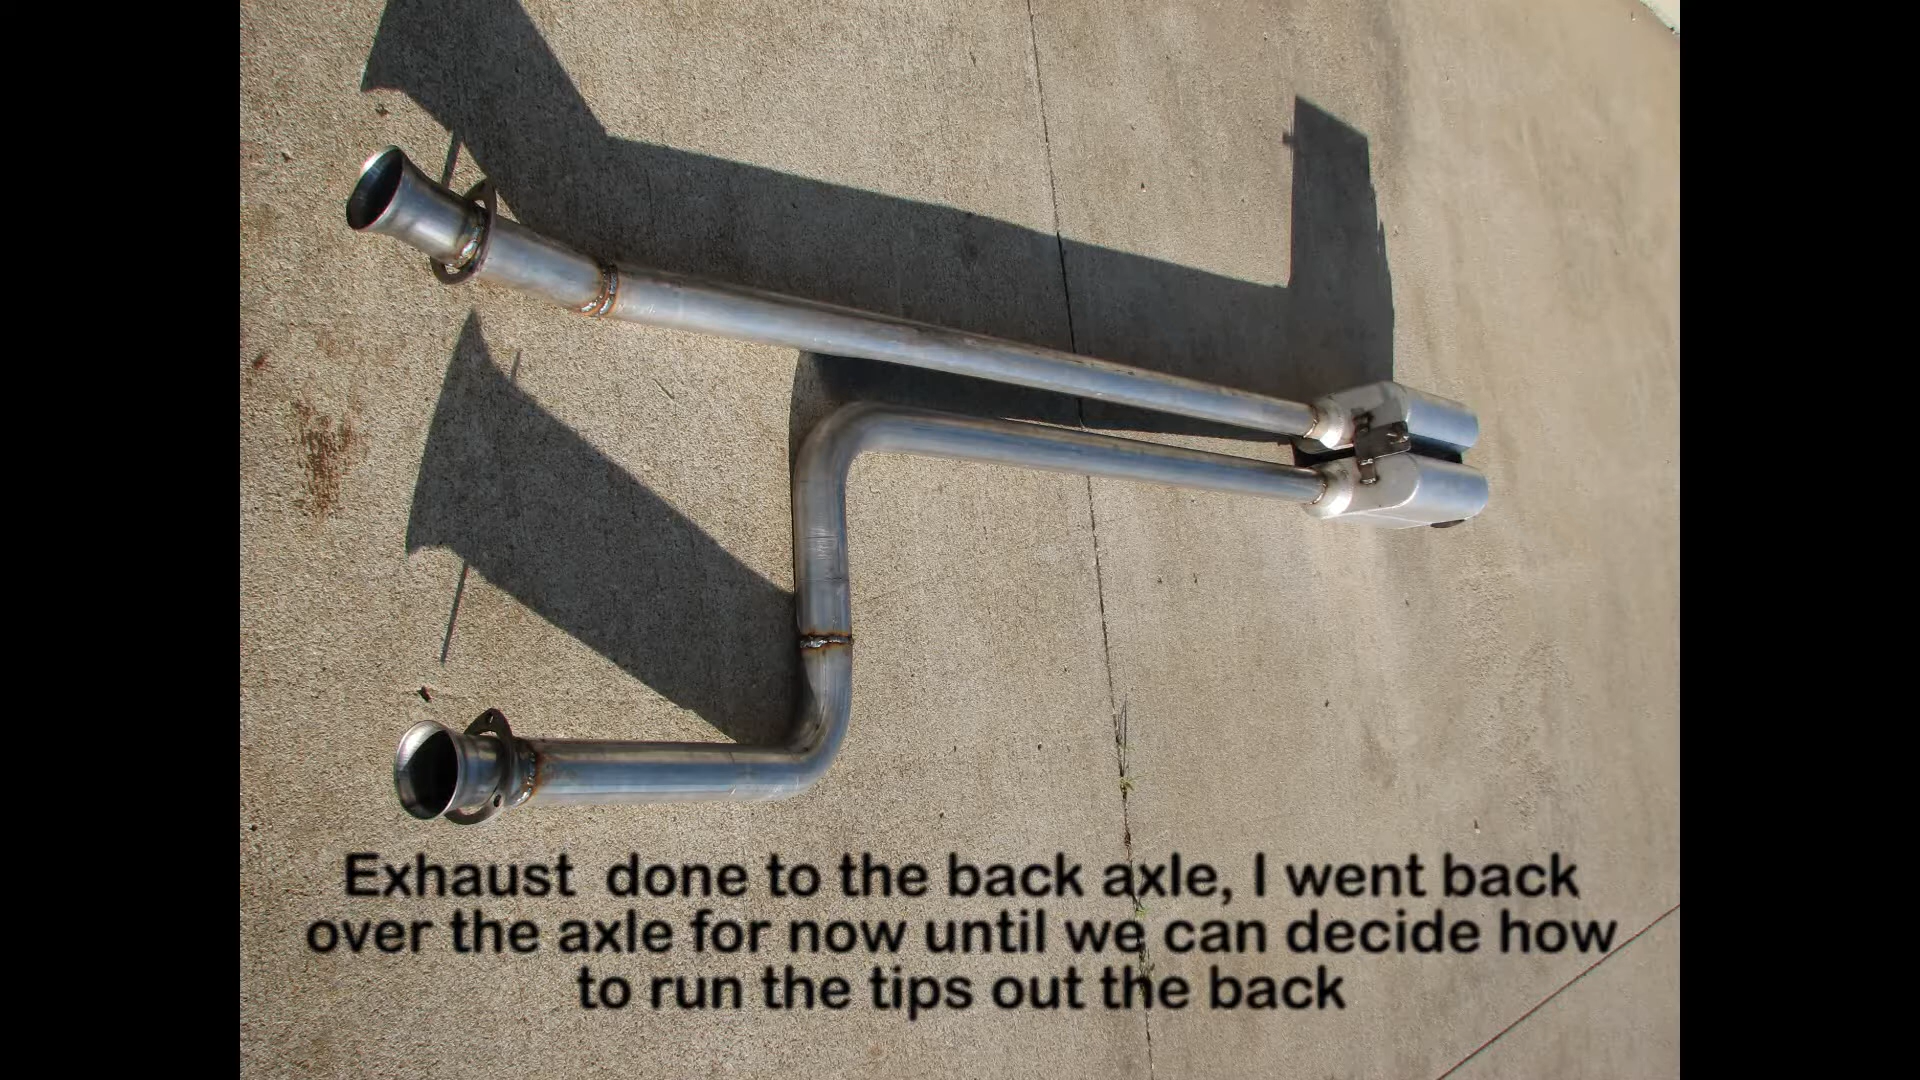 Exhaust  done to the back axle, I went back
over the axle for now until we can decide how
to run the tips out the back